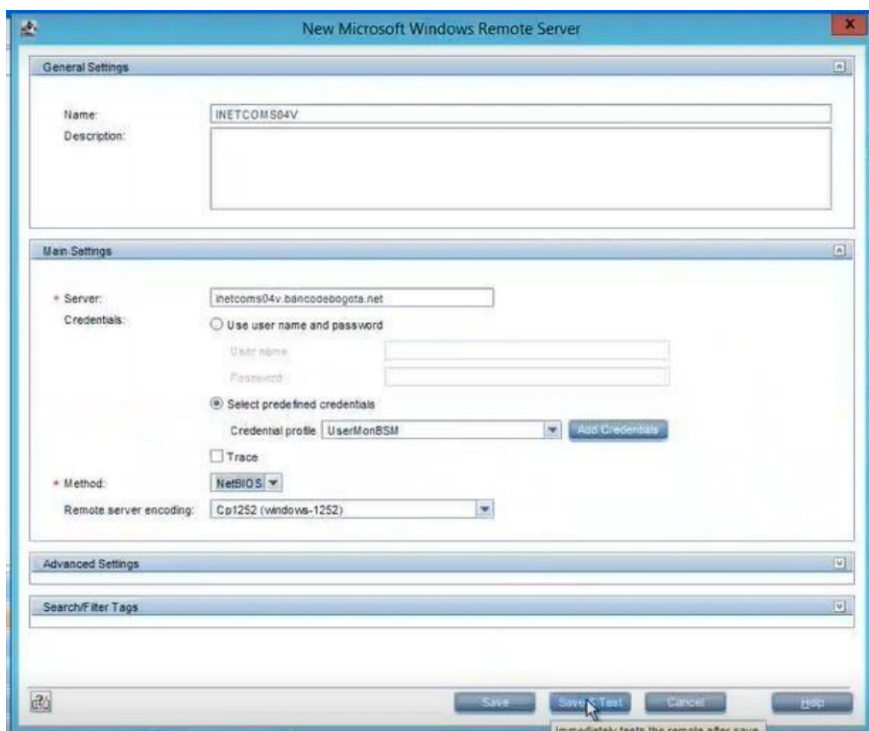 New Microsoft Windows Remote Server
X
General Settings
Name: INETCOMS04V
Description:
Main Settings
* Server: inetcoms04v.bancodebogota.net
Credentials: Use user name and password
User name
Password
Select predefined credentials
Credential profile UserMonBSM Add Credentials
Trace
* Method: NetBIOS
Remote server encoding: Cp1252 (windows-1252)
Advanced Settings
Search/Filter Tags
Save Save & Test Cancel Help
Immediately tests the remote after save